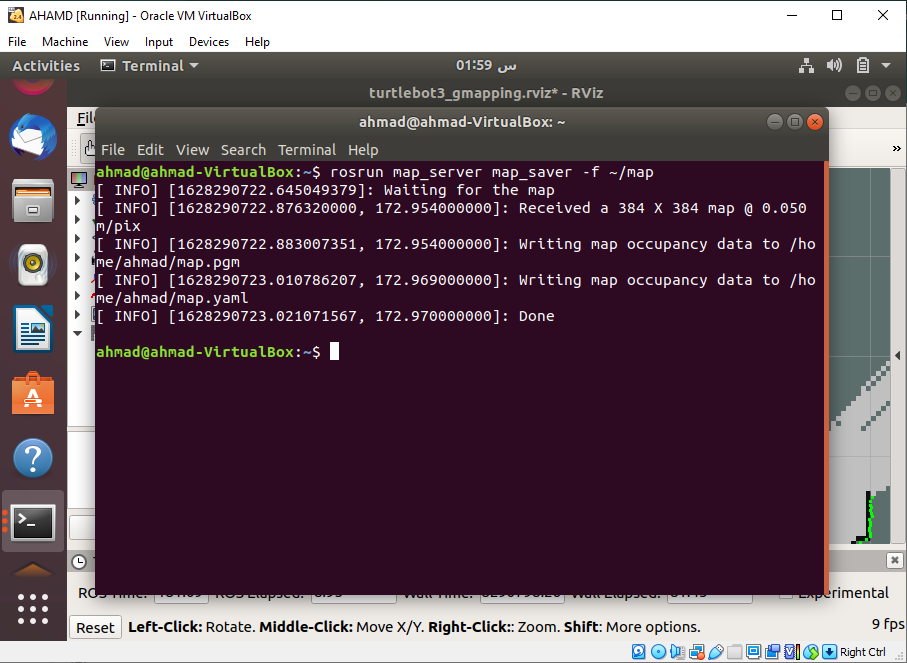 AHAMD [Running] - Oracle VM VirtualBox
File Machine View Input Devices Help
Activities Terminal 01:59 س
turtlebot3_gmapping.rviz* - RViz
ahmad@ahmad-VirtualBox: ~
File Edit View Search Terminal Help
ahmad@ahmad-VirtualBox:~$ rosrun map_server map_saver -f ~/map
[ INFO] [1628290722.645049379]: Waiting for the map
[ INFO] [1628290722.876320000, 172.954000000]: Received a 384 X 384 map @ 0.050
m/pix
[ INFO] [1628290722.883007351, 172.954000000]: Writing map occupancy data to /ho
me/ahmad/map.pgm
[ INFO] [1628290723.010786207, 172.969000000]: Writing map occupancy data to /ho
me/ahmad/map.yaml
[ INFO] [1628290723.021071567, 172.970000000]: Done
ahmad@ahmad-VirtualBox:~$
ROS Time: ROS Elapsed: Wall Time: Wall Elapsed: Experimental
Reset Left-Click: Rotate. Middle-Click: Move X/Y. Right-Click:: Zoom. Shift: More options. 9 fps
Right Ctrl